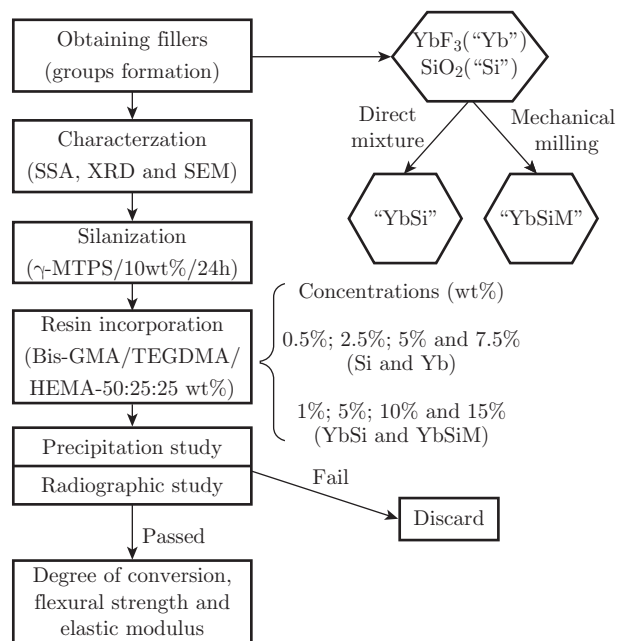 Obtaining fillers
(groups formation)
YbF₃(“Yb”)
SiO₂(“Si”)
Direct
mixture
Mechanical
milling
Characterzation
(SSA, XRD and SEM)
“YbSi”
“YbSiM”
Silanization
(γ-MTPS/10wt%/24h)
Resin incorporation
(Bis-GMA/TEGDMA/
HEMA-50:25:25 wt%)
Concentrations (wt%)
0.5%; 2.5%; 5% and 7.5%
(Si and Yb)
1%; 5%; 10% and 15%
(YbSi and YbSiM)
Precipitation study
Radiographic study
Fail
Discard
Passed
Degree of conversion,
flexural strength and
elastic modulus